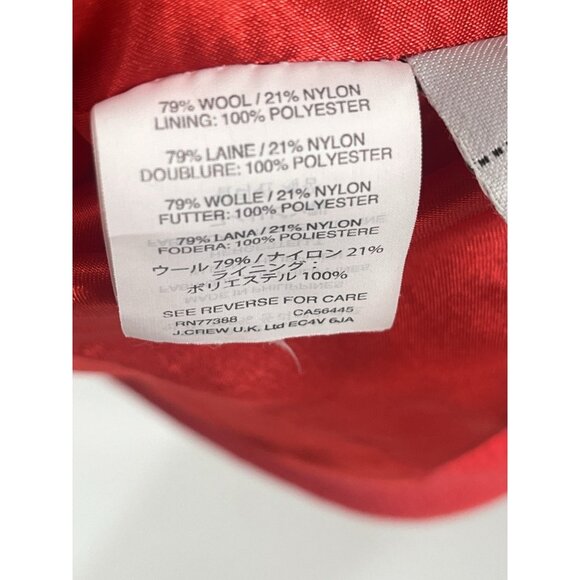 79% WOOL / 21% NYLON
LINING: 100% POLYESTER
79% LAINE / 21% NYLON
DOUBLURE: 100% POLYESTER
79% WOLLE / 21% NYLON
FUTTER: 100% POLYESTER
79% LANA / 21% NYLON
FODERA: 100% POLIESTERE
ウール 79% / ナイロン 21%
ライニング：
ポリエステル 100%
SEE REVERSE FOR CARE
RN77388 CA56445
J.CREW U.K. Ltd EC4V 6JA
MADE IN PHILIPPINES